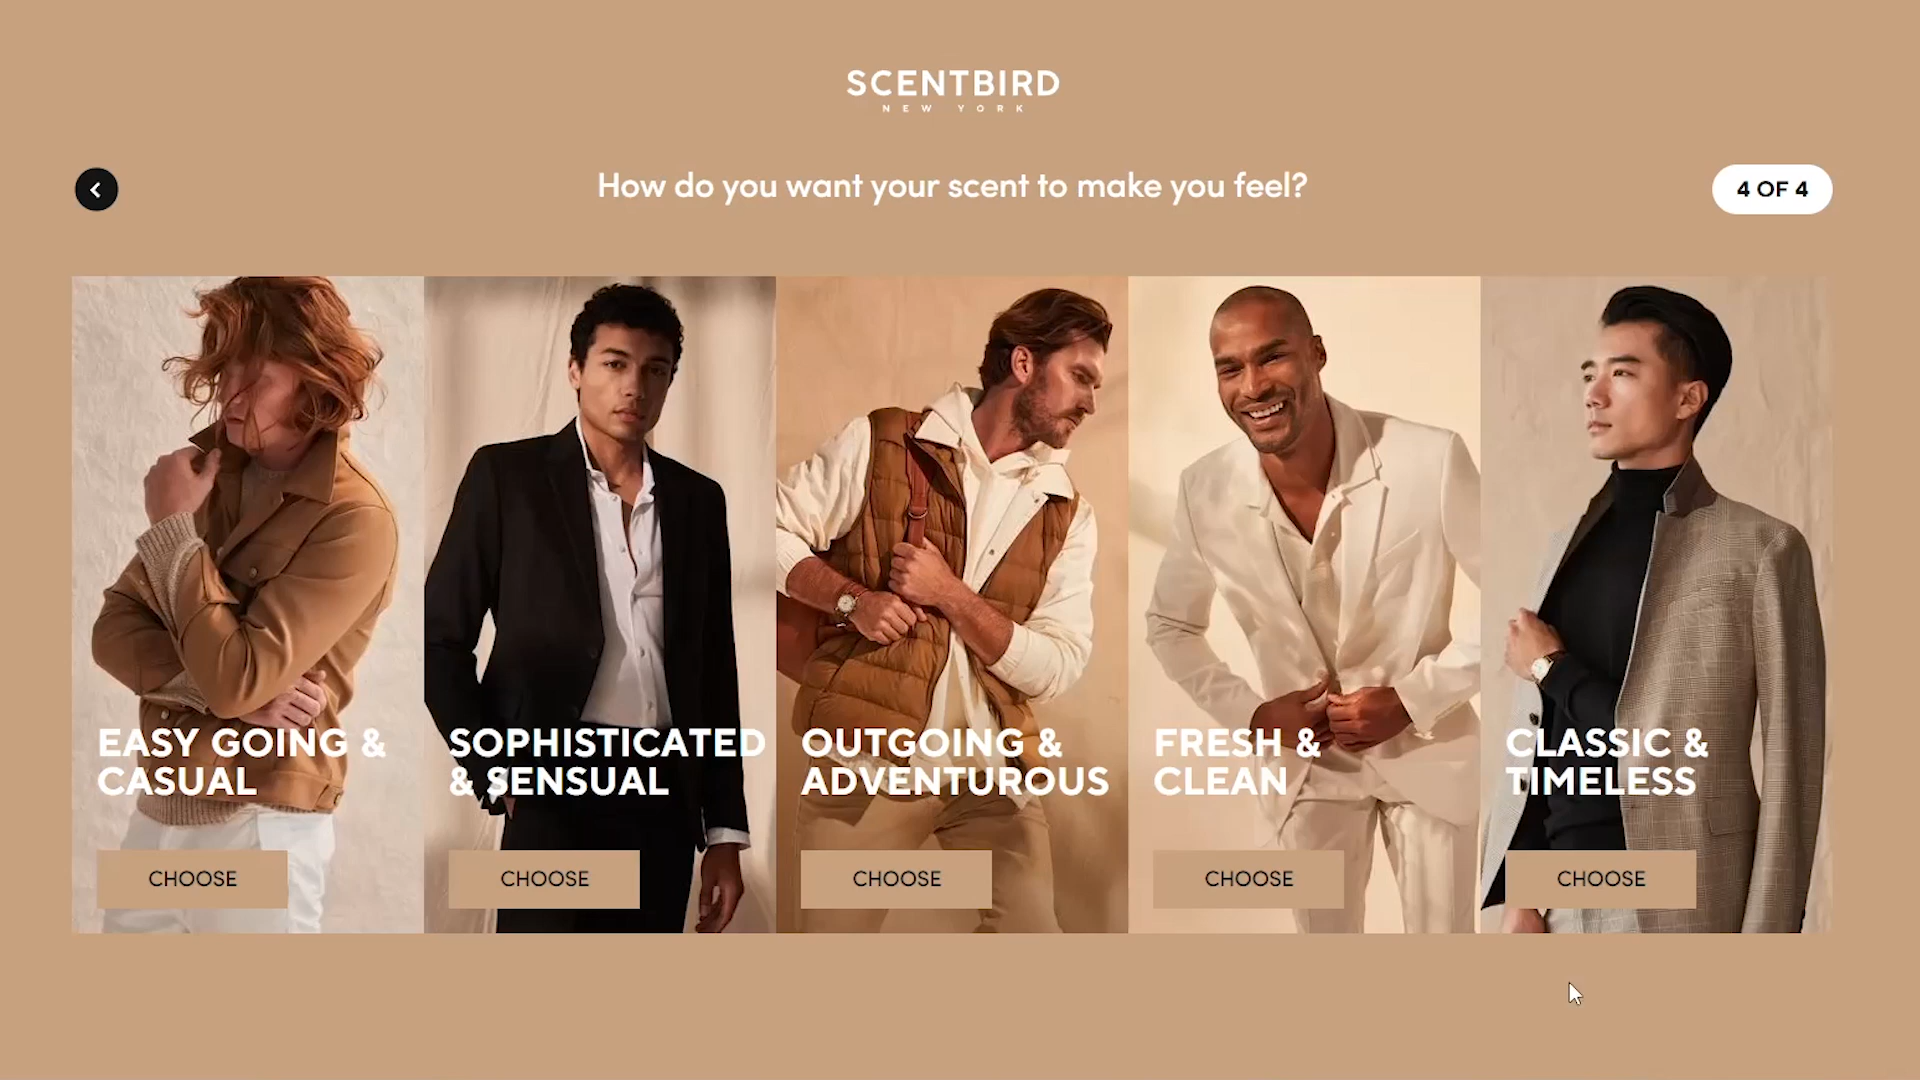 SCENTBIRD
NEW YORK
How do you want your scent to make you feel?
4 OF 4
EASY GOING &
CASUAL
CHOOSE
SOPHISTICATED
& SENSUAL
CHOOSE
OUTGOING &
ADVENTUROUS
CHOOSE
FRESH &
CLEAN
CHOOSE
CLASSIC &
TIMELESS
CHOOSE